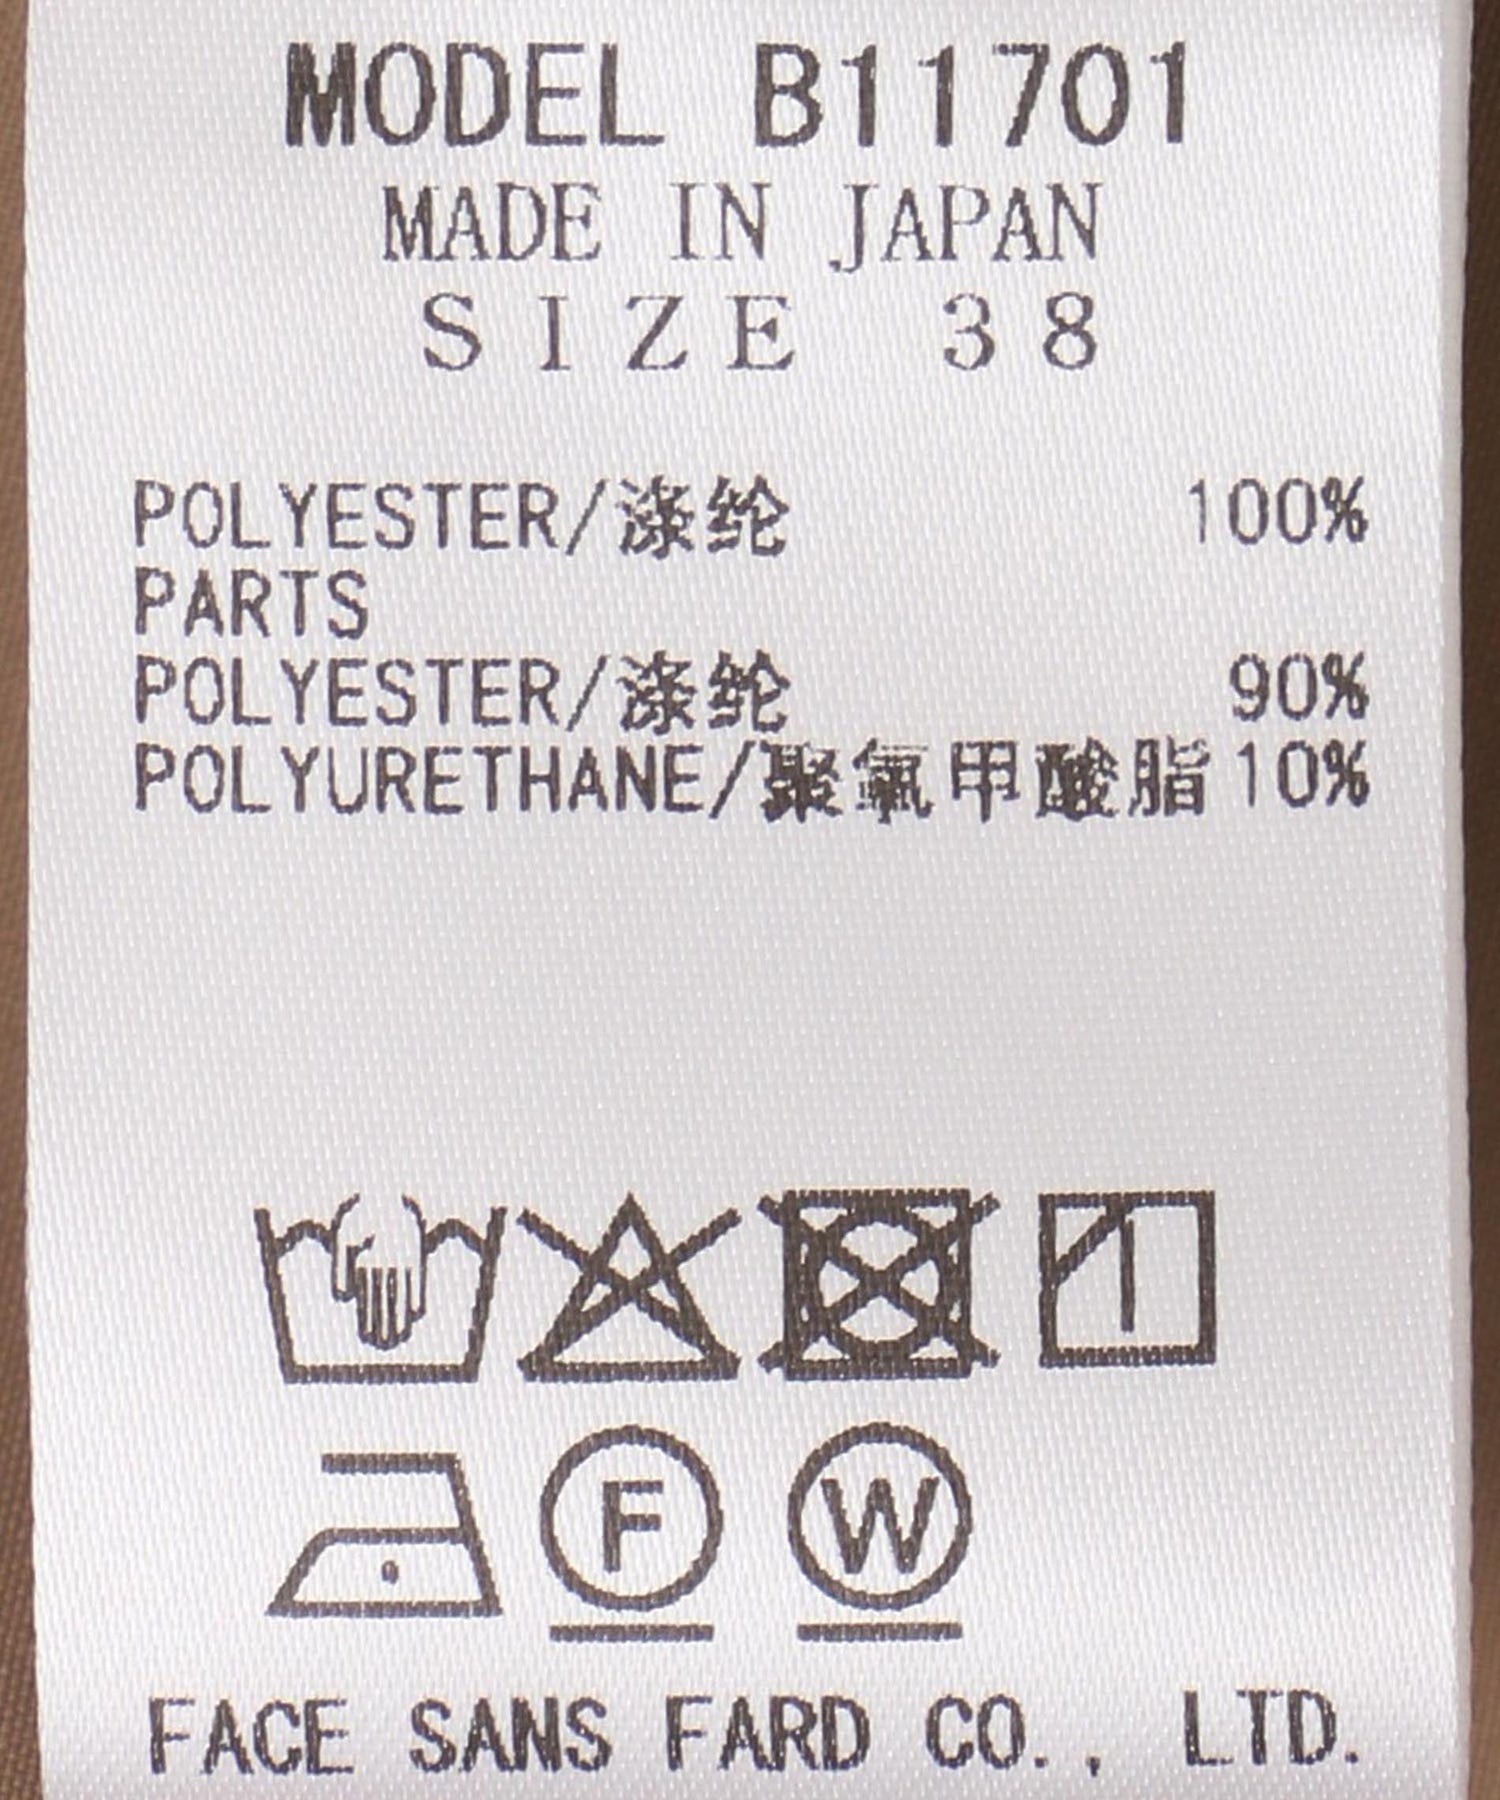 MODEL B11701
MADE IN JAPAN
SIZE 38
POLYESTER/涤纶 100%
PARTS
POLYESTER/涤纶 90%
POLYURETHANE/聚氨甲酸脂 10%
F W
FACE SANS FARD CO., LTD.